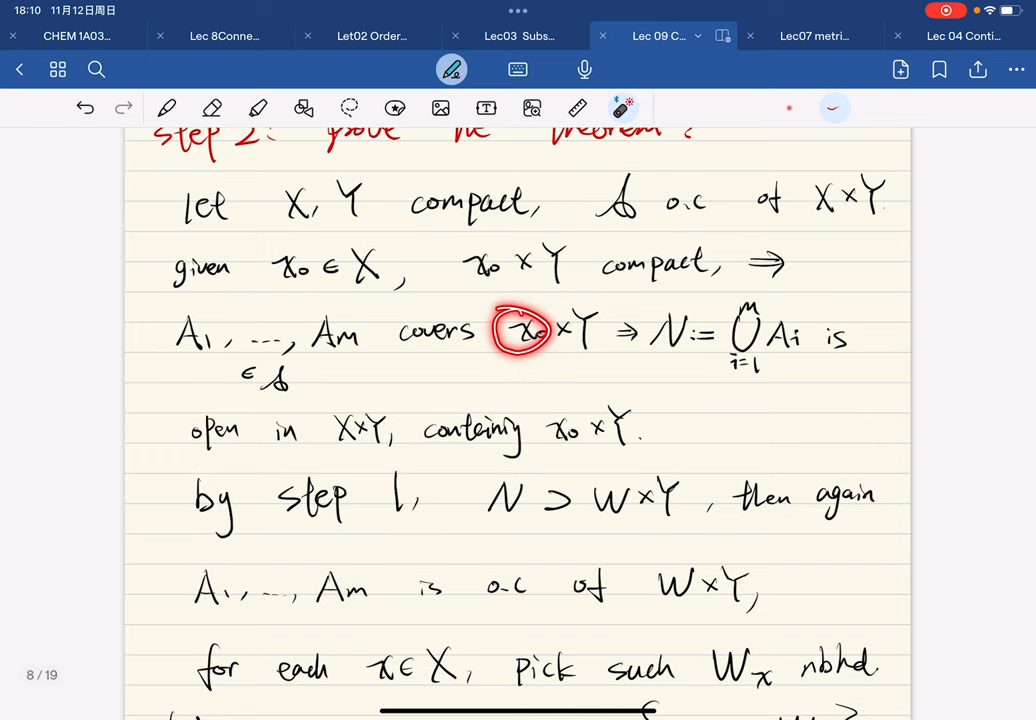 18:10 11月12日周日
CHEM 1A03...
Lec 8Conne...
Let02 Order...
Lec03 Subs...
Lec 09 C...
Lec07 metri...
Lec 04 Conti...
step 2: prove the theorem:
let X, Y compact, A o.c of X×Y.
given x₀ ∈ X, x₀ × Y compact, ⇒
A₁, ..., Am covers x₀ × Y ⇒ N := ⋃ᵢ₌₁ᵐ Ai is
∈ A
open in X×Y, containing x₀ × Y.
by step 1, N ⊃ W×Y, then again
A₁, ..., Am is o.c of W×Y,
8 / 19
for each x ∈ X, pick such Wₓ nbhd